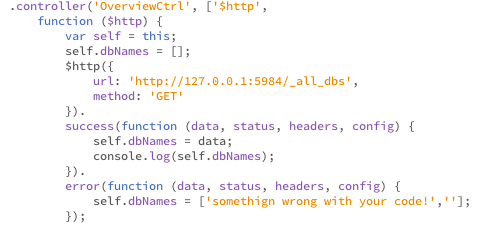 .controller('OverviewCtrl', ['$http',
    function ($http) {
        var self = this;
        self.dbNames = [];
        $http({
            url: 'http://127.0.0.1:5984/_all_dbs',
            method: 'GET'
        }).
        success(function (data, status, headers, config) {
            self.dbNames = data;
            console.log(self.dbNames);
        }).
        error(function (data, status, headers, config) {
            self.dbNames = ['somethign wrong with your code!',''];
        });